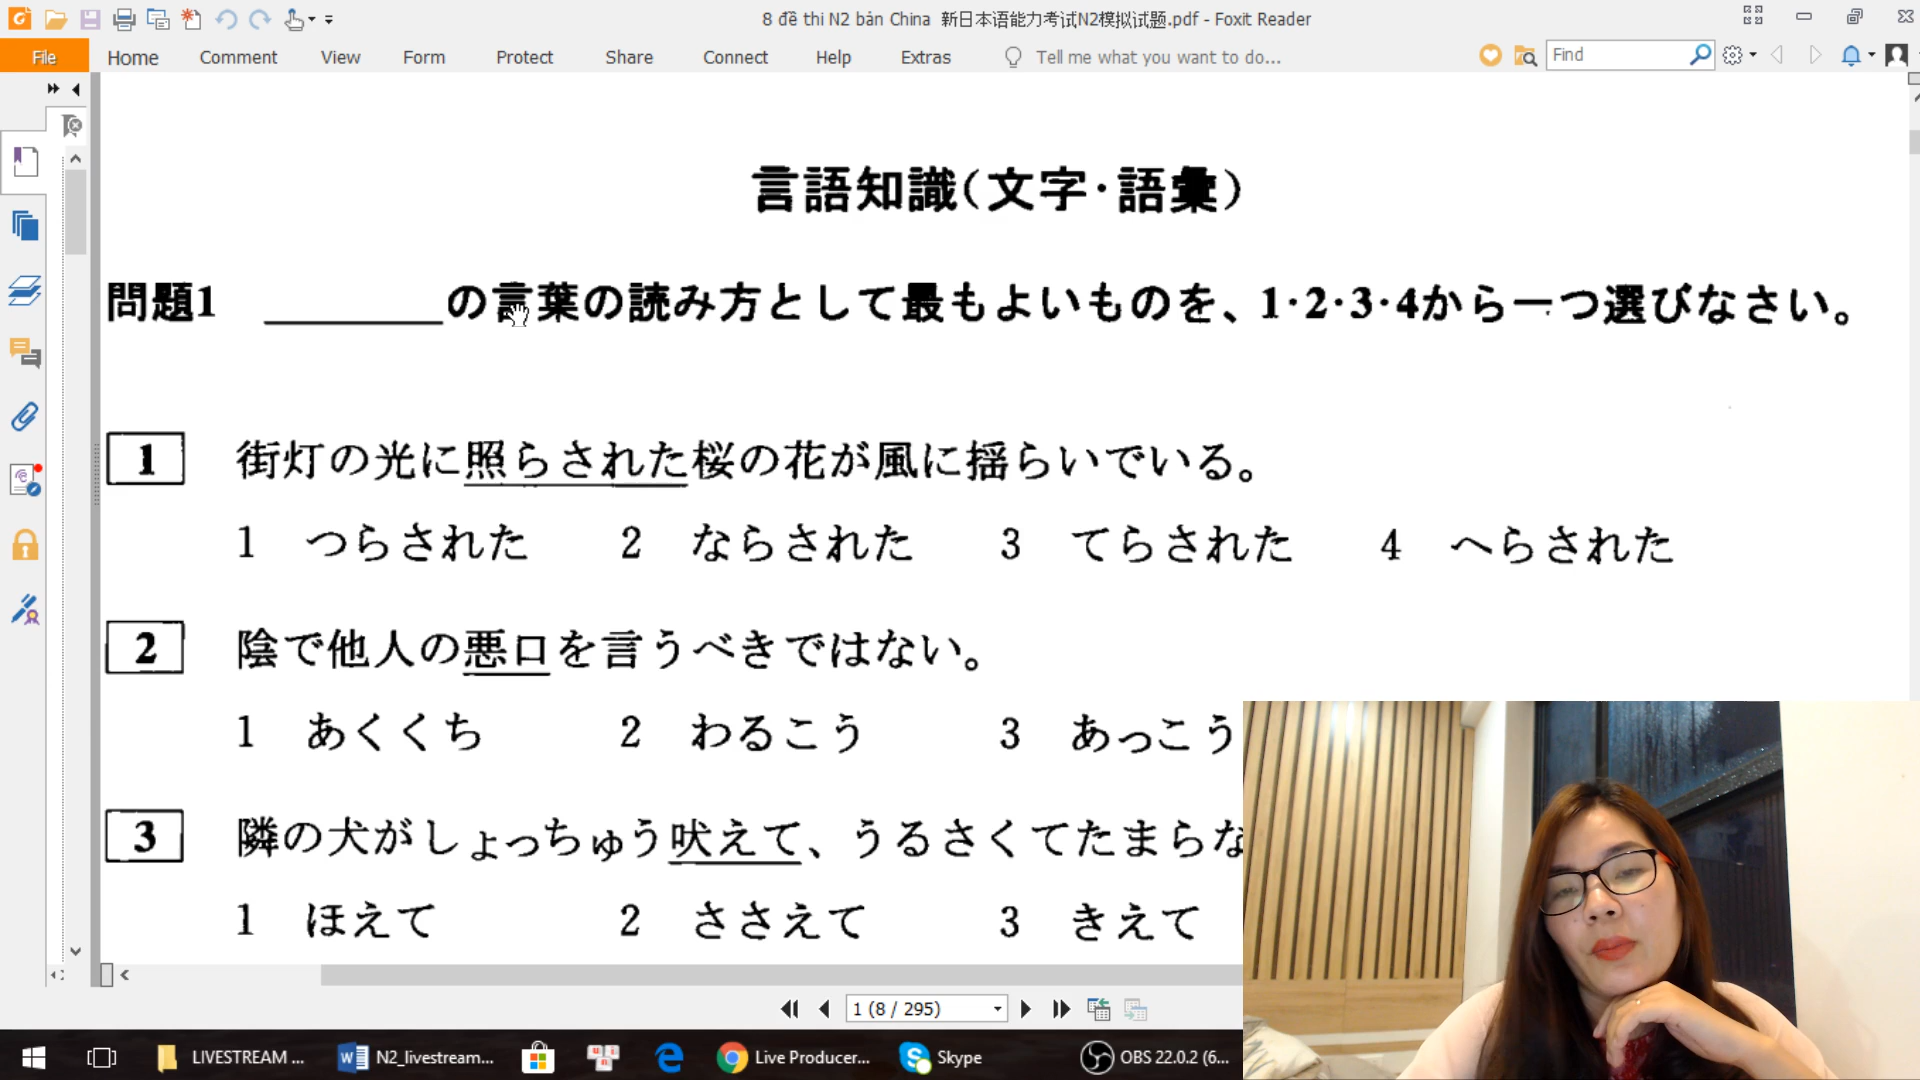 8 đề thi N2 bản China 新日本语能力考试N2模拟试题.pdf - Foxit Reader
File Home Comment View Form Protect Share Connect Help Extras Tell me what you want to do... Find
言語知識(文字·語彙)
問題1 ________の言葉の読み方として最もよいものを、1·2·3·4から一つ選びなさい。
1 街灯の光に照らされた桜の花が風に揺らいでいる。
1 つらされた 2 ならされた 3 てらされた 4 へらされた
2 陰で他人の悪口を言うべきではない。
1 あくくち 2 わるこう 3 あっこう
3 隣の犬がしょっちゅう吠えて、うるさくてたまらな
1 ほえて 2 ささえて 3 きえて
1 (8 / 295)
LIVESTREAM ... N2_livestream... Live Producer... Skype OBS 22.0.2 (6...